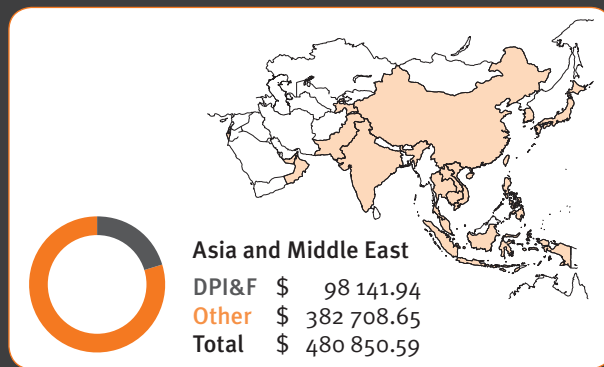 Asia and Middle East
DPI&F $ 98 141.94
Other $ 382 708.65
Total $ 480 850.59